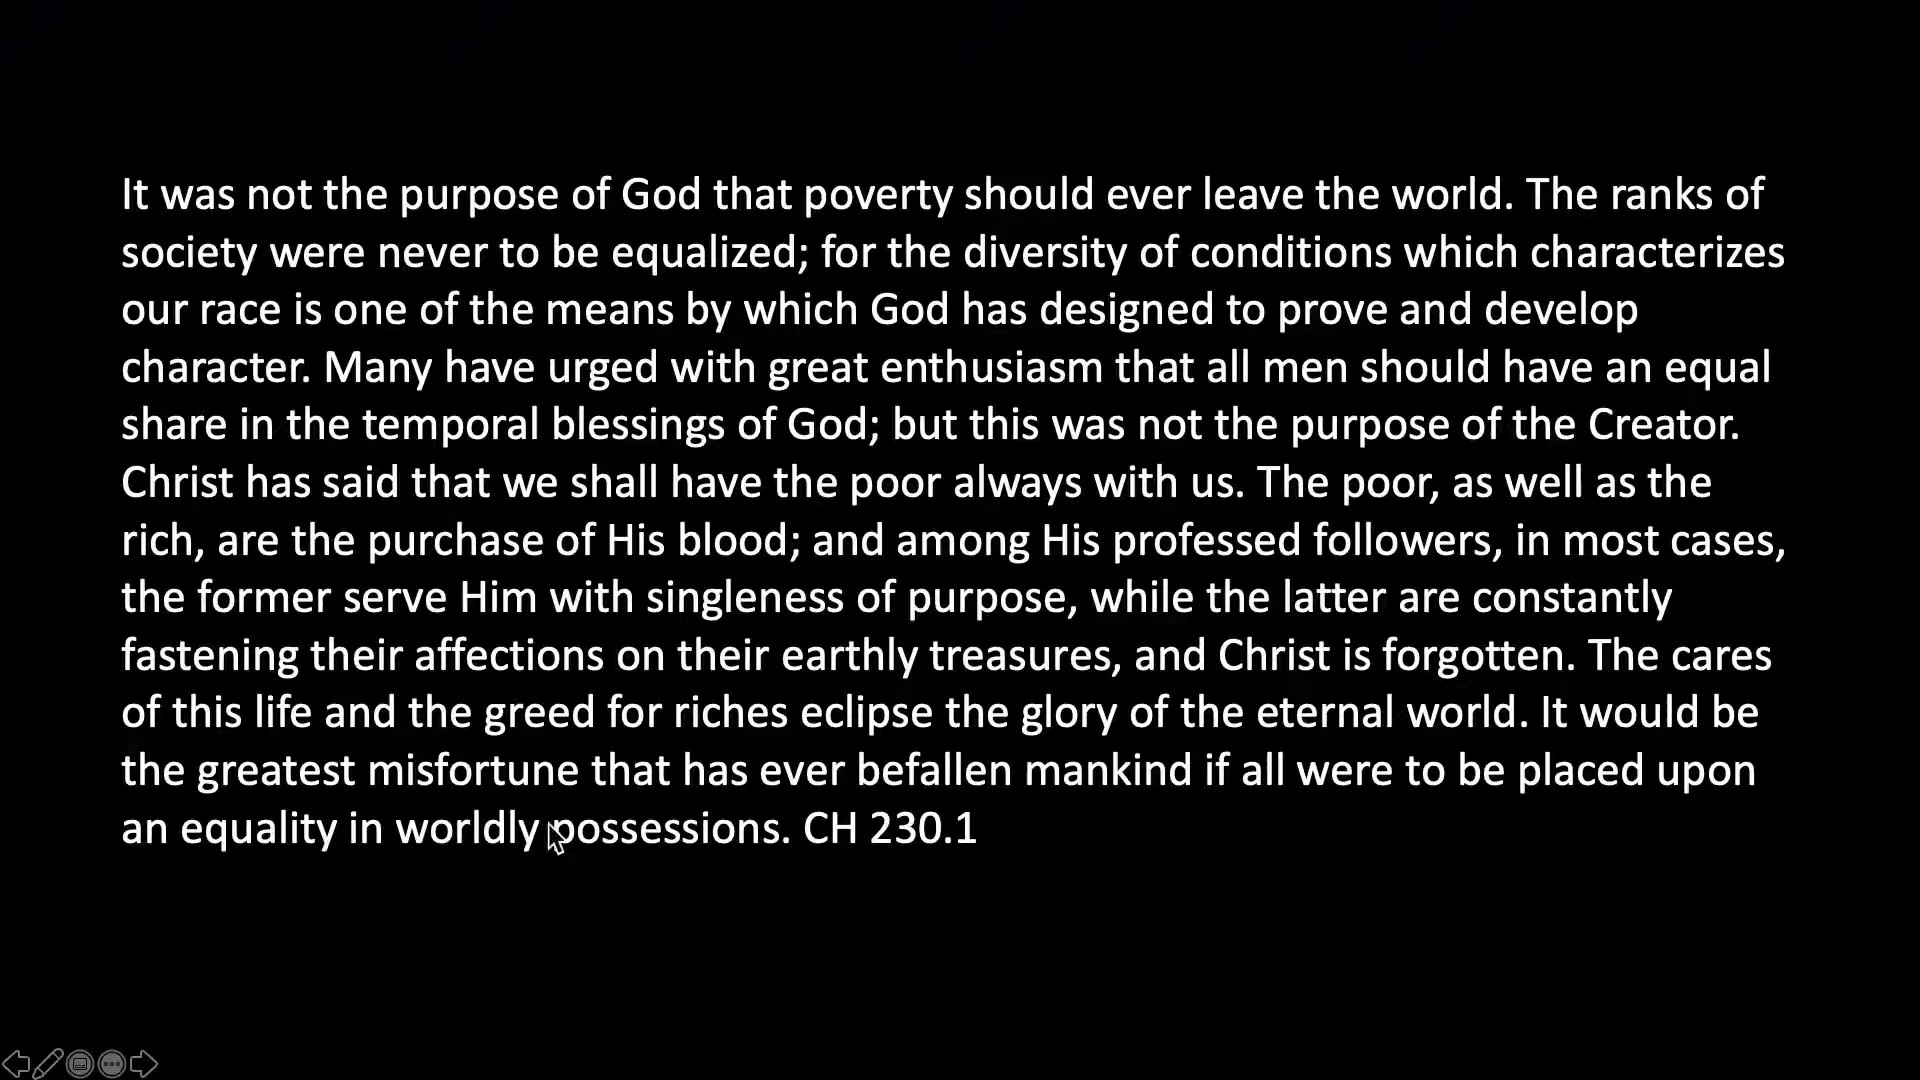 It was not the purpose of God that poverty should ever leave the world. The ranks of
society were never to be equalized; for the diversity of conditions which characterizes
our race is one of the means by which God has designed to prove and develop
character. Many have urged with great enthusiasm that all men should have an equal
share in the temporal blessings of God; but this was not the purpose of the Creator.
Christ has said that we shall have the poor always with us. The poor, as well as the
rich, are the purchase of His blood; and among His professed followers, in most cases,
the former serve Him with singleness of purpose, while the latter are constantly
fastening their affections on their earthly treasures, and Christ is forgotten. The cares
of this life and the greed for riches eclipse the glory of the eternal world. It would be
the greatest misfortune that has ever befallen mankind if all were to be placed upon
an equality in worldly possessions. CH 230.1